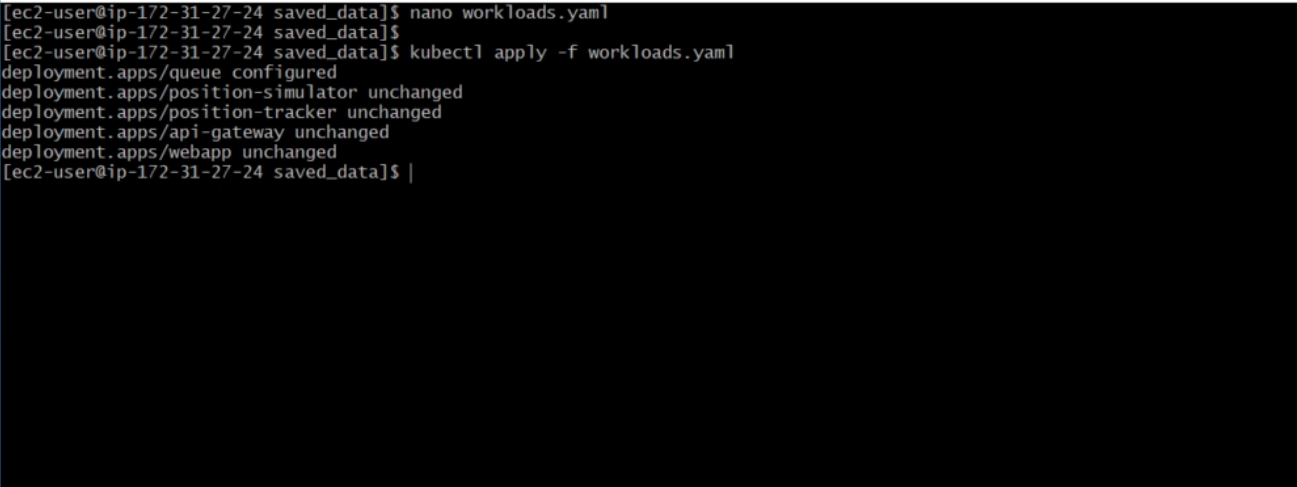 [ec2-user@ip-172-31-27-24 saved_data]$ nano workloads.yaml
[ec2-user@ip-172-31-27-24 saved_data]$
[ec2-user@ip-172-31-27-24 saved_data]$ kubectl apply -f workloads.yaml
deployment.apps/queue configured
deployment.apps/position-simulator unchanged
deployment.apps/position-tracker unchanged
deployment.apps/api-gateway unchanged
deployment.apps/webapp unchanged
[ec2-user@ip-172-31-27-24 saved_data]$